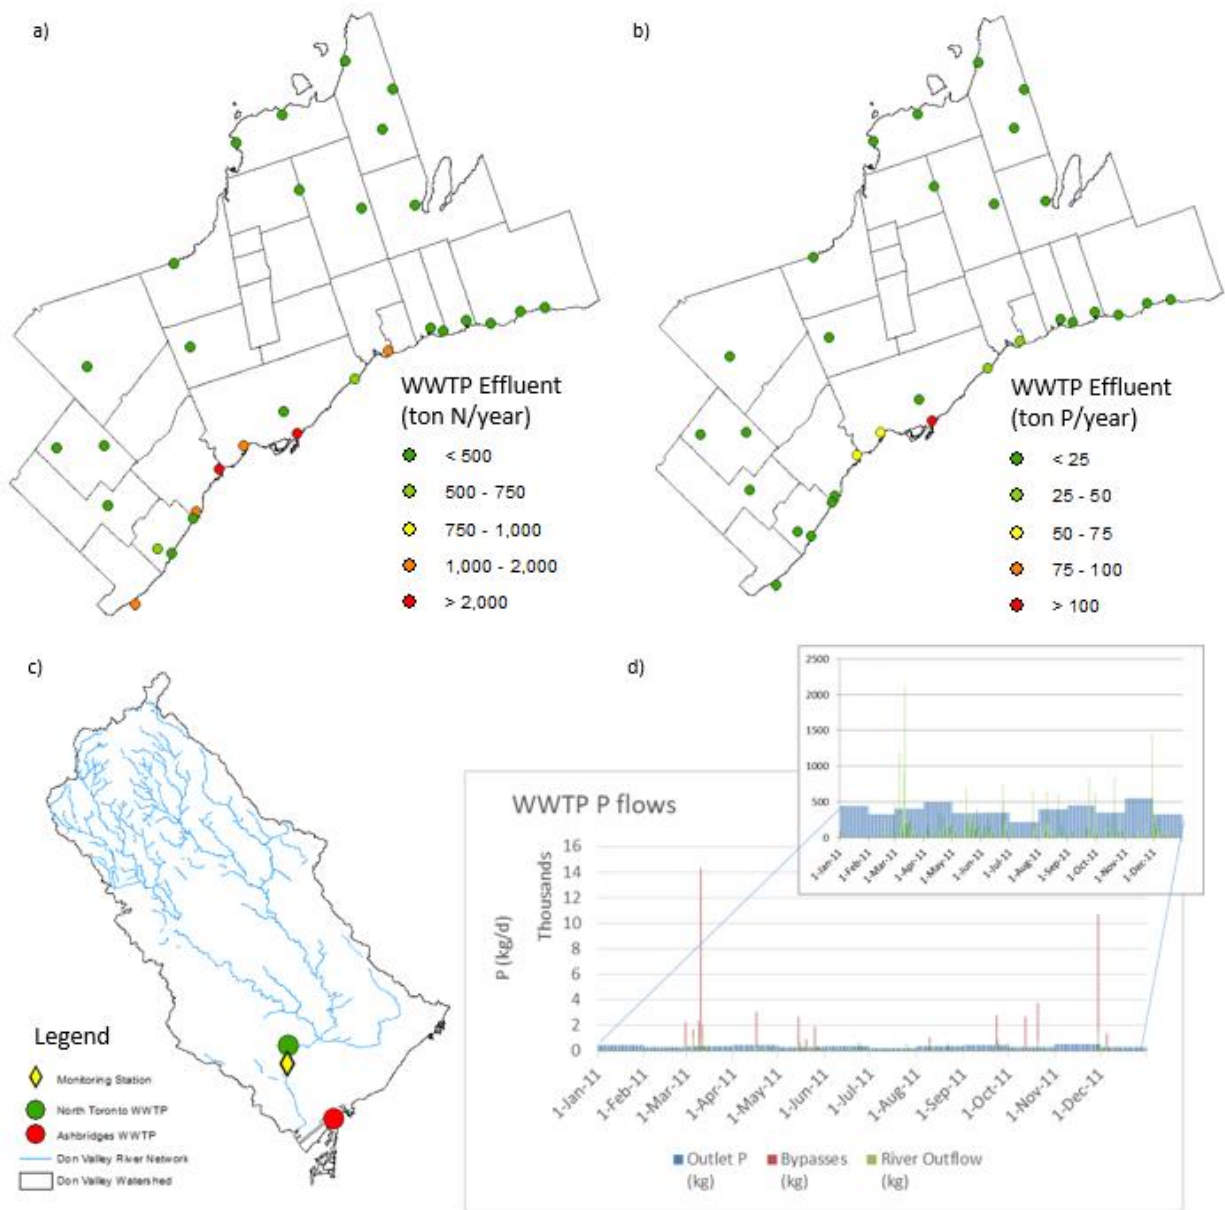 a)
WWTP Effluent
(ton N/year)
< 500
500 - 750
750 - 1,000
1,000 - 2,000
> 2,000
b)
WWTP Effluent
(ton P/year)
< 25
25 - 50
50 - 75
75 - 100
> 100
c)
Legend
Monitoring Station
North Toronto WWTP
Ashbridges WWTP
Don Valley River Network
Don Valley Watershed
d)
2500
2000
1500
1000
500
0
1-Jan-11
1-Feb-11
1-Mar-11
1-Apr-11
1-May-11
1-Jun-11
1-Jul-11
1-Aug-11
1-Sep-11
1-Oct-11
1-Nov-11
1-Dec-11
WWTP P flows
P (kg/d)
Thousands
16
14
12
10
8
6
4
2
0
1-Jan-11
1-Feb-11
1-Mar-11
1-Apr-11
1-May-11
1-Jun-11
1-Jul-11
1-Aug-11
1-Sep-11
1-Oct-11
1-Nov-11
1-Dec-11
Outlet P
(kg)
Bypasses
(kg)
River Outflow
(kg)